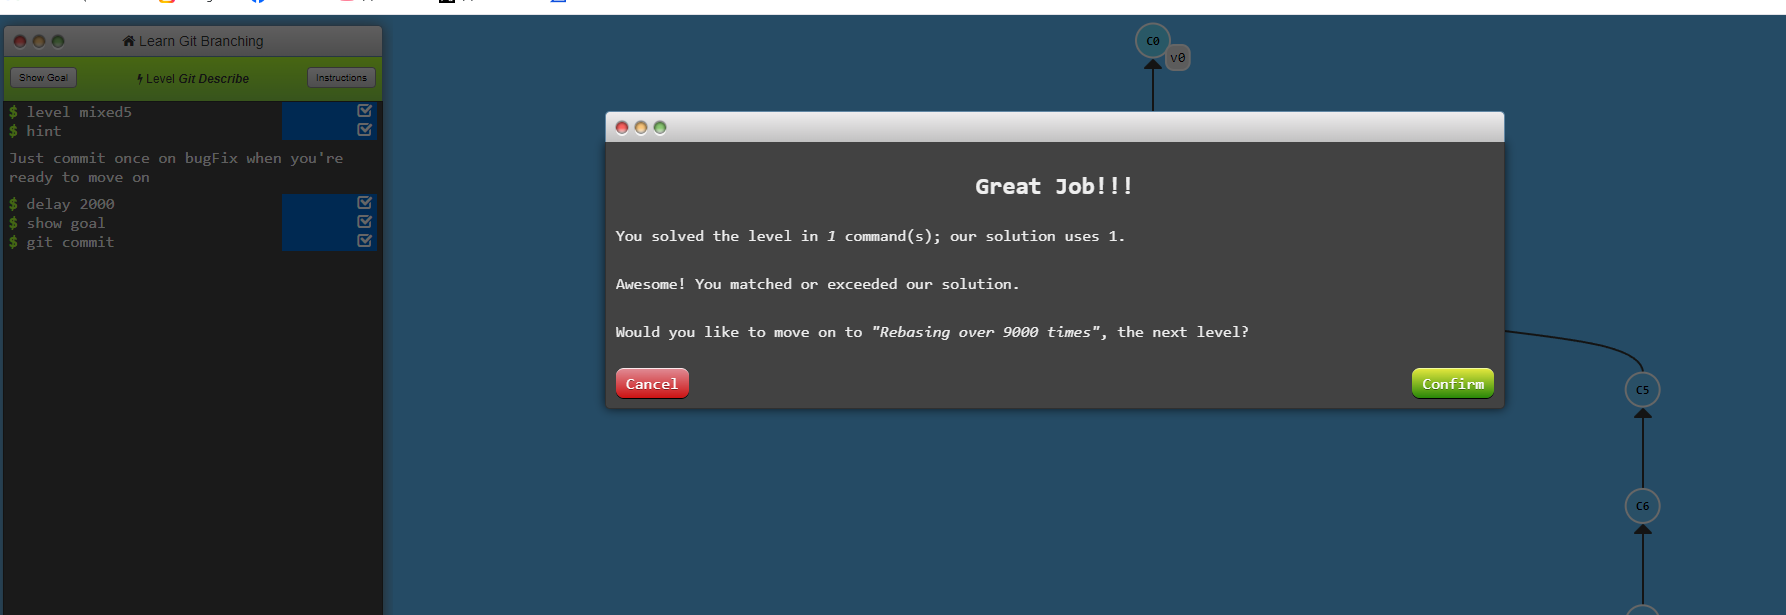 Learn Git Branching
Show Goal
Level Git Describe
Instructions
$ level mixed5
$ hint
Just commit once on bugFix when you're
ready to move on
$ delay 2000
$ show goal
$ git commit
C0
v0
Great Job!!!
You solved the level in 1 command(s); our solution uses 1.
Awesome! You matched or exceeded our solution.
Would you like to move on to "Rebasing over 9000 times", the next level?
Cancel
Confirm
C5
C6